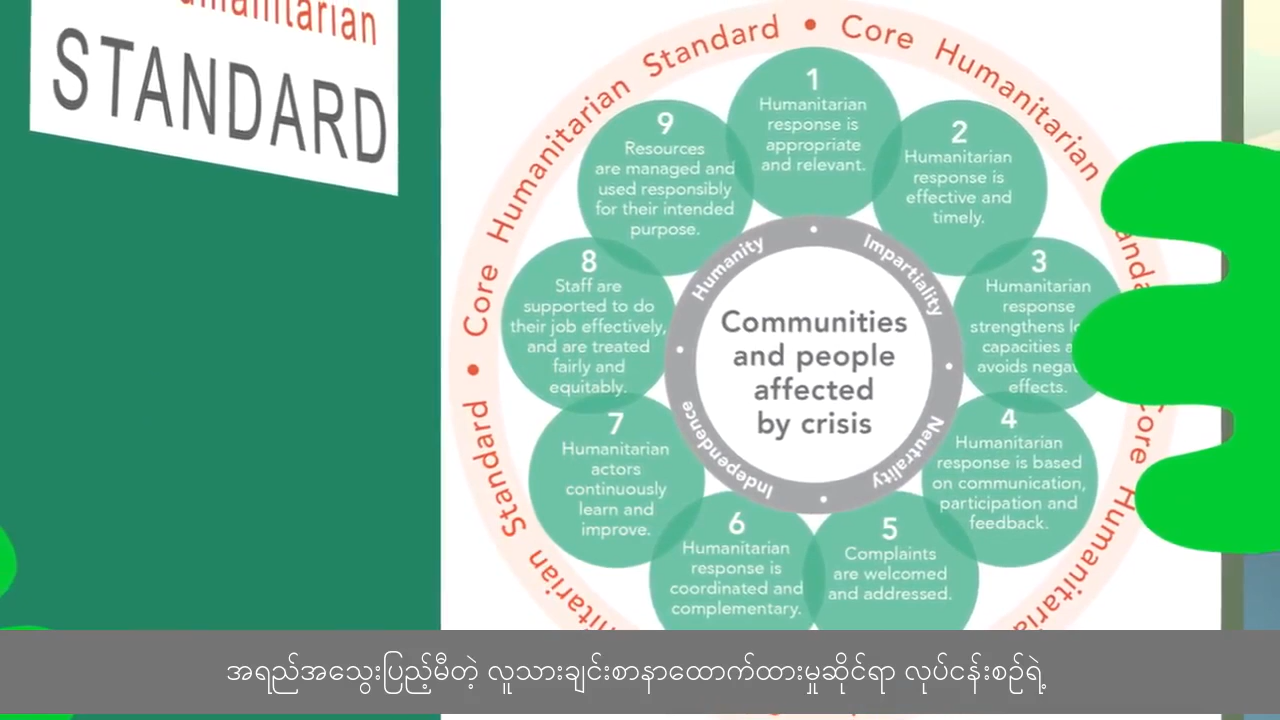 STANDARD
Core Humanitarian Standard • Core Humanitarian
1
Humanitarian
response is
appropriate
and relevant.
2
Humanitarian
response is
effective and
timely.
3
Humanitarian
response
strengthens
capacities
avoids
effects.
4
Humanitarian
response is based
on communication,
participation and
feedback.
5
Complaints
are welcomed
and addressed.
6
Humanitarian
response is
coordinated and
complementary.
7
Humanitarian
actors
continuously
learn and
improve.
8
Staff are
supported to do
their job effectively,
and are treated
fairly and
equitably.
9
Resources
are managed and
used responsibly
for their intended
purpose.
Humanity • Impartiality • Neutrality • Independence
Communities
and people
affected
by crisis
Core
Standard
အရည်အသွေးပြည့်မီတဲ့ လူသားချင်းစာနာထောက်ထားမှုဆိုင်ရာ လုပ်ငန်းစဉ်ရဲ့